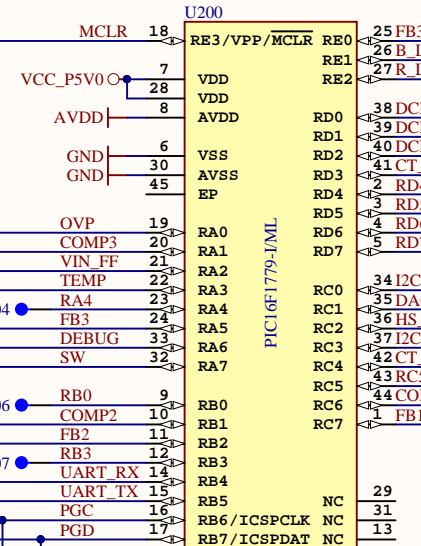 U200
MCLR 18 RE3/VPP/MCLR RE0 25 FB3
RE1 26
VCC_P5V0 7 VDD RE2 27
28 VDD
AVDD 8 AVDD RD0 38
RD1 39
GND 6 VSS RD2 40
GND 30 AVSS RD3 41
45 EP RD4 2
RD5 3
OVP 19 RA0 RD6 4
COMP3 20 RA1 RD7 5
VIN_FF 21 RA2
TEMP 22 RA3 RC0 34
RA4 23 RA4 RC1 35
FB3 24 RA5 RC2 36
DEBUG 33 RA6 RC3 37
SW 32 RA7 RC4 42
RC5 43
RB0 9 RB0 RC6 44
COMP2 10 RB1 RC7 1
FB2 11 RB2
RB3 12 RB3
UART_RX 14 RB4
UART_TX 15 RB5 NC 29
PGC 16 RB6/ICSPCLK NC 31
PGD 17 RB7/ICSPDAT NC 13
PIC16F1779-I/ML